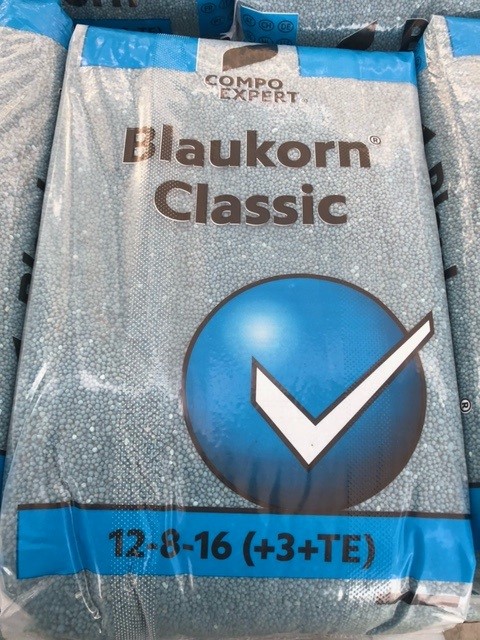 COMPO
EXPERT
Blaukorn®
Classic
12-8-16 (+3+TE)